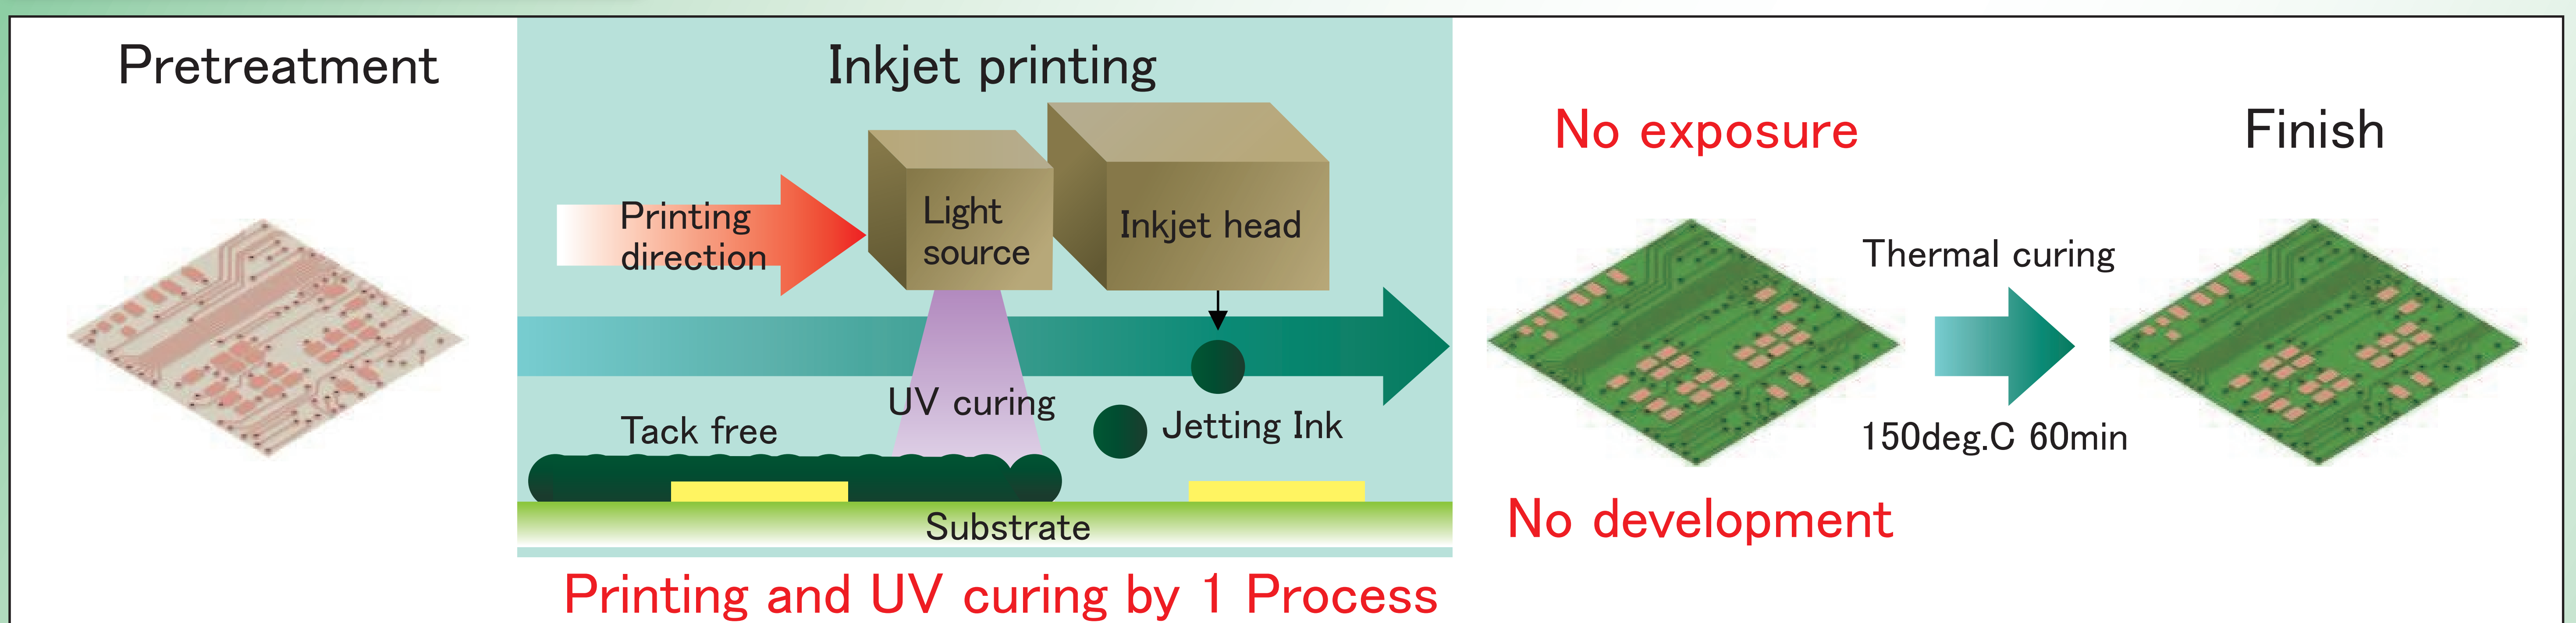 Pretreatment
Inkjet printing
Printing
direction
Light
source
Inkjet head
UV curing
Tack free
Jetting Ink
Substrate
Printing and UV curing by 1 Process
No exposure
No development
Thermal curing
150deg.C 60min
Finish